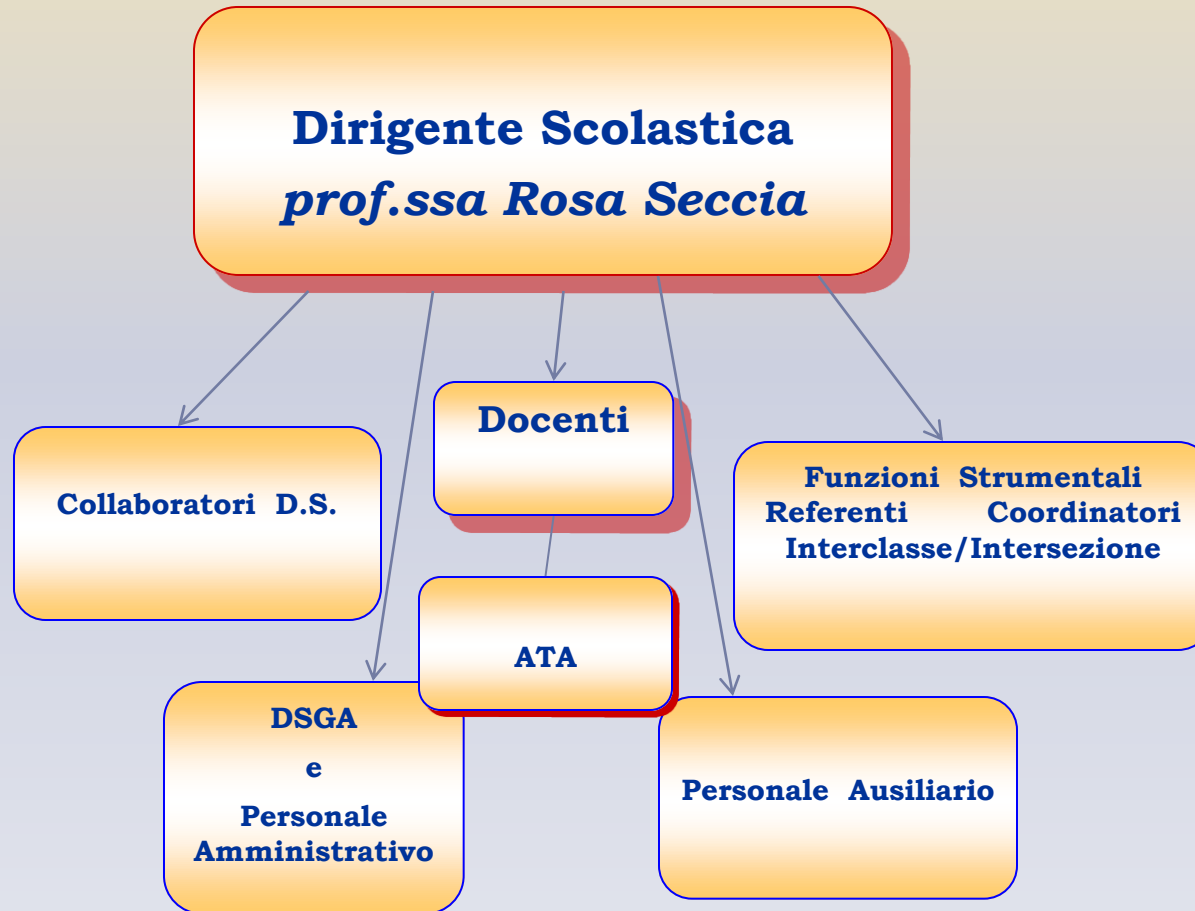 Dirigente Scolastica
prof.ssa Rosa Seccia
Collaboratori D.S.
Docenti
Funzioni Strumentali
Referenti Coordinatori
Interclasse/Intersezione
ATA
DSGA
e
Personale
Amministrativo
Personale Ausiliario